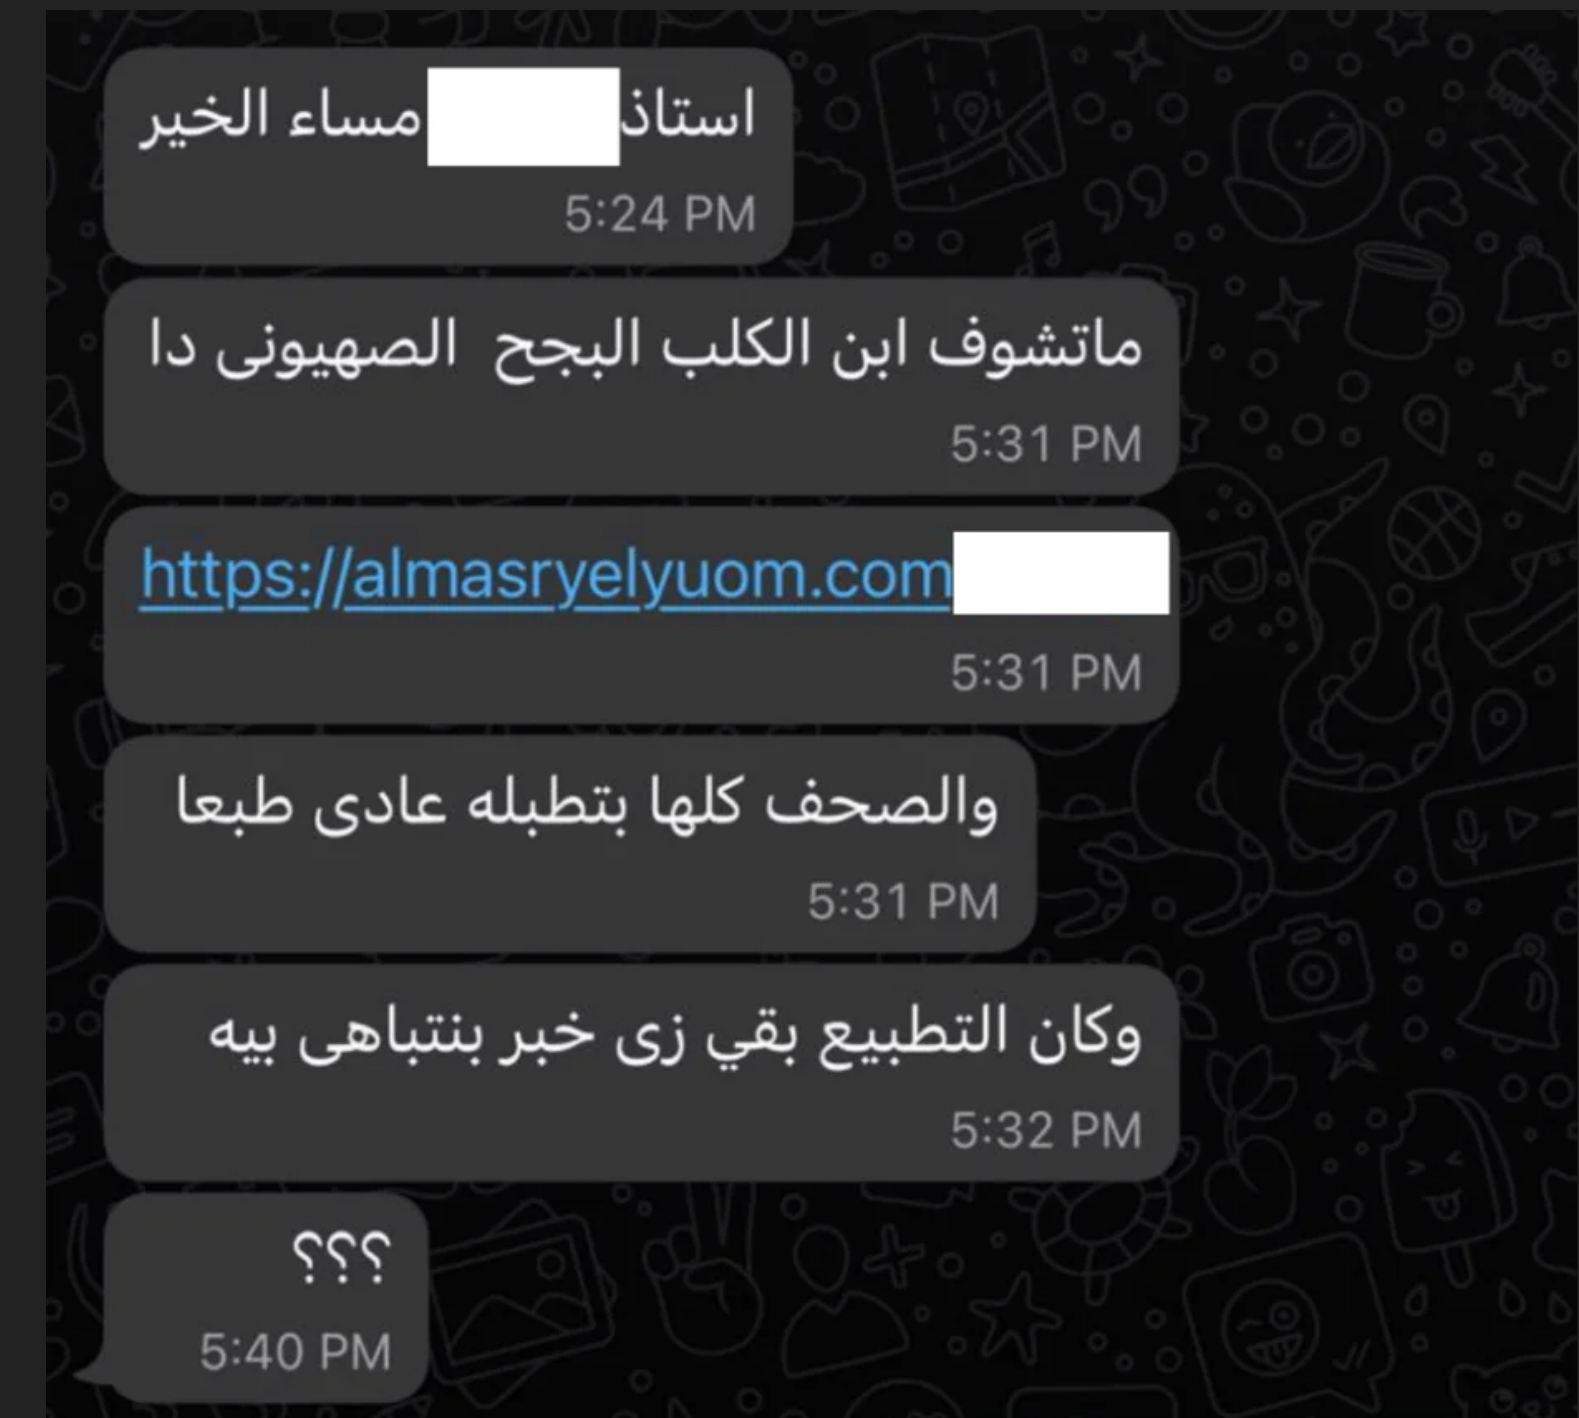 استاذ مساء الخير
5:24 PM
ماتشوف ابن الكلب البجح الصهيونى دا
5:31 PM
https://almasryelyuom.com
5:31 PM
والصحف كلها بتطبله عادى طبعا
5:31 PM
وكان التطبيع بقي زى خبر بنتباهى بيه
5:32 PM
؟؟؟
5:40 PM